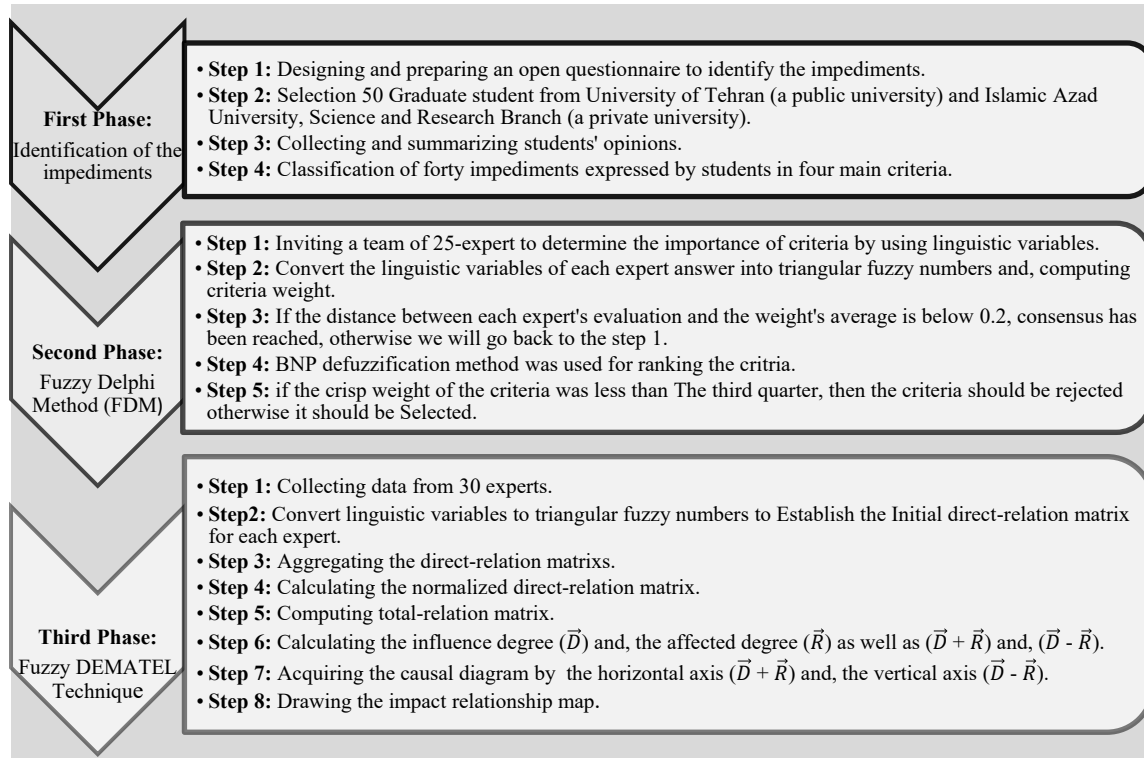 First Phase:
Identification of the
impediments
• Step 1: Designing and preparing an open questionnaire to identify the impediments.
• Step 2: Selection 50 Graduate student from University of Tehran (a public university) and Islamic Azad
University, Science and Research Branch (a private university).
• Step 3: Collecting and summarizing students' opinions.
• Step 4: Classification of forty impediments expressed by students in four main criteria.
Second Phase:
Fuzzy Delphi
Method (FDM)
• Step 1: Inviting a team of 25-expert to determine the importance of criteria by using linguistic variables.
• Step 2: Convert the linguistic variables of each expert answer into triangular fuzzy numbers and, computing
criteria weight.
• Step 3: If the distance between each expert's evaluation and the weight's average is below 0.2, consensus has
been reached, otherwise we will go back to the step 1.
• Step 4: BNP defuzzification method was used for ranking the critria.
• Step 5: if the crisp weight of the criteria was less than The third quarter, then the criteria should be rejected
otherwise it should be Selected.
Third Phase:
Fuzzy DEMATEL
Technique
• Step 1: Collecting data from 30 experts.
• Step2: Convert linguistic variables to triangular fuzzy numbers to Establish the Initial direct-relation matrix
for each expert.
• Step 3: Aggregating the direct-relation matrixs.
• Step 4: Calculating the normalized direct-relation matrix.
• Step 5: Computing total-relation matrix.
• Step 6: Calculating the influence degree (D⃗) and, the affected degree (R⃗) as well as (D⃗ + R⃗) and, (D⃗ - R⃗).
• Step 7: Acquiring the causal diagram by the horizontal axis (D⃗ + R⃗) and, the vertical axis (D⃗ - R⃗).
• Step 8: Drawing the impact relationship map.